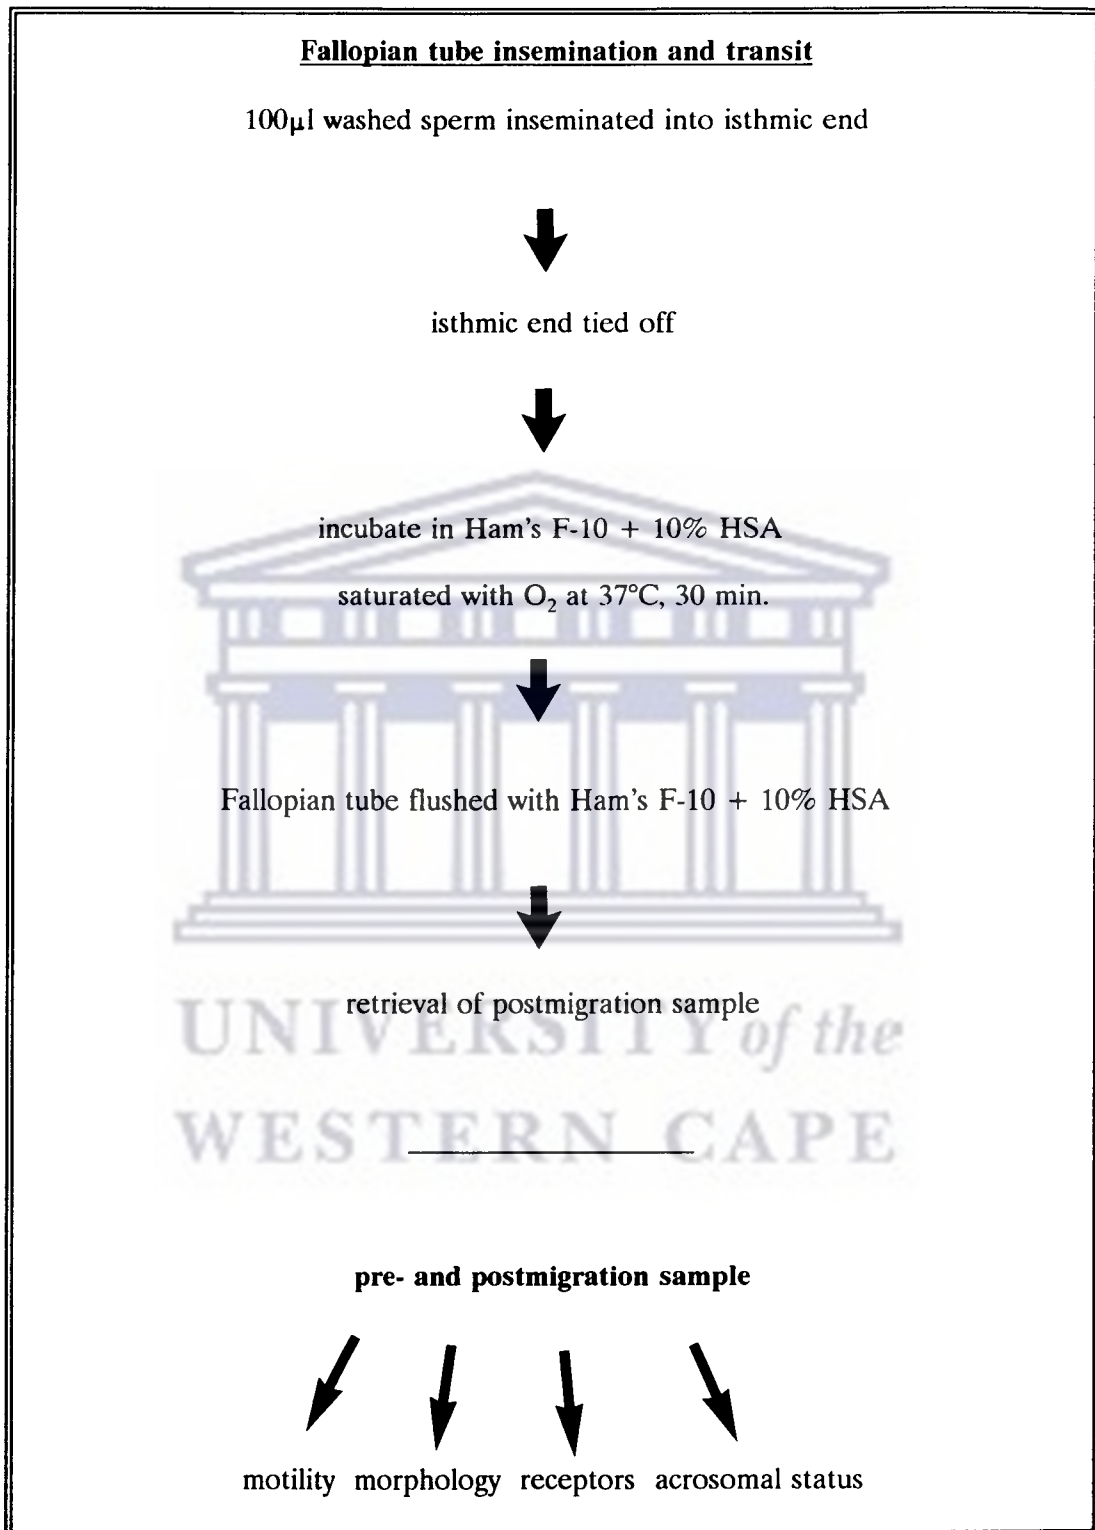 Fallopian tube insemination and transit
100µl washed sperm inseminated into isthmic end
isthmic end tied off
incubate in Ham's F-10 + 10% HSA
saturated with O₂ at 37°C, 30 min.
Fallopian tube flushed with Ham's F-10 + 10% HSA
retrieval of postmigration sample
UNIVERSITY of the
WESTERN CAPE
pre- and postmigration sample
motility morphology receptors acrosomal status